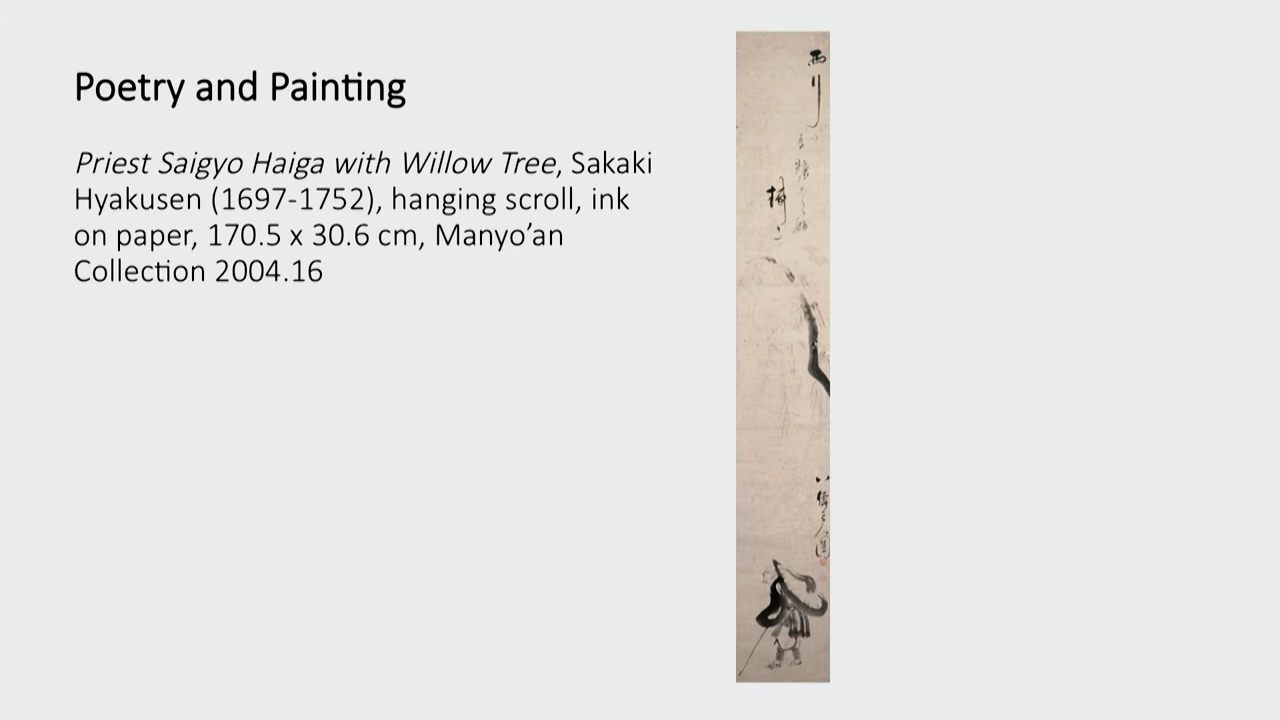 Poetry and Painting
Priest Saigyo Haiga with Willow Tree, Sakaki
Hyakusen (1697-1752), hanging scroll, ink
on paper, 170.5 x 30.6 cm, Manyo’an
Collection 2004.16